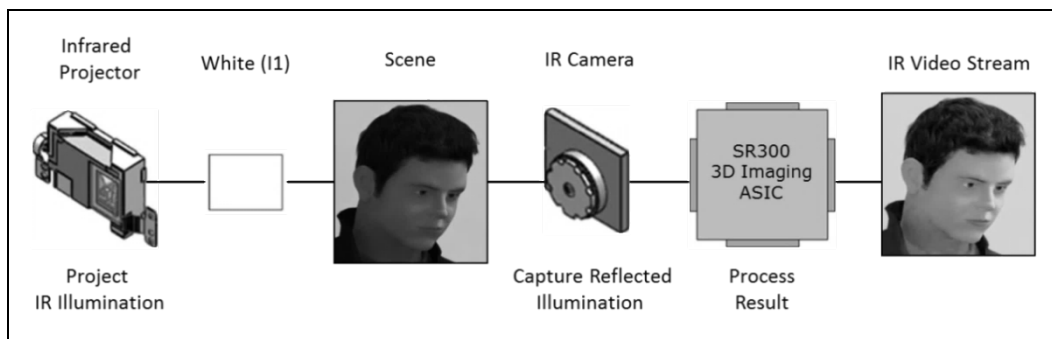 Infrared
Projector
White (I1)
Scene
IR Camera
IR Video Stream
SR300
3D Imaging
ASIC
Project
IR Illumination
Capture Reflected
Illumination
Process
Result